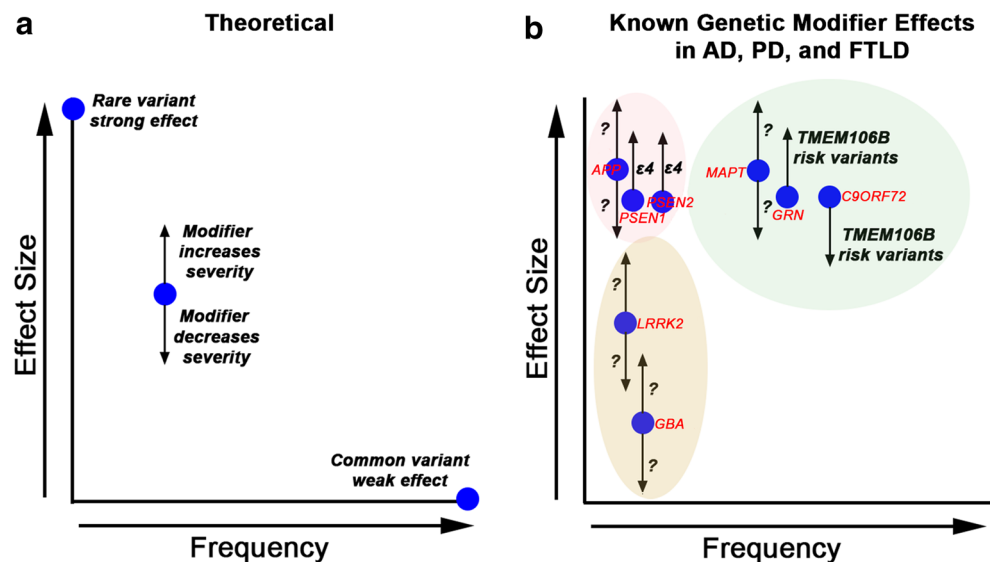 a
Theoretical
Effect Size
Rare variant
strong effect
Modifier
increases
severity
Modifier
decreases
severity
Common variant
weak effect
Frequency
b
Known Genetic Modifier Effects
in AD, PD, and FTLD
Effect Size
?
APP
?
ε4
PSEN1
ε4
PSEN2
?
MAPT
?
TMEM106B
risk variants
GRN
C9ORF72
TMEM106B
risk variants
?
LRRK2
?
?
GBA
?
Frequency